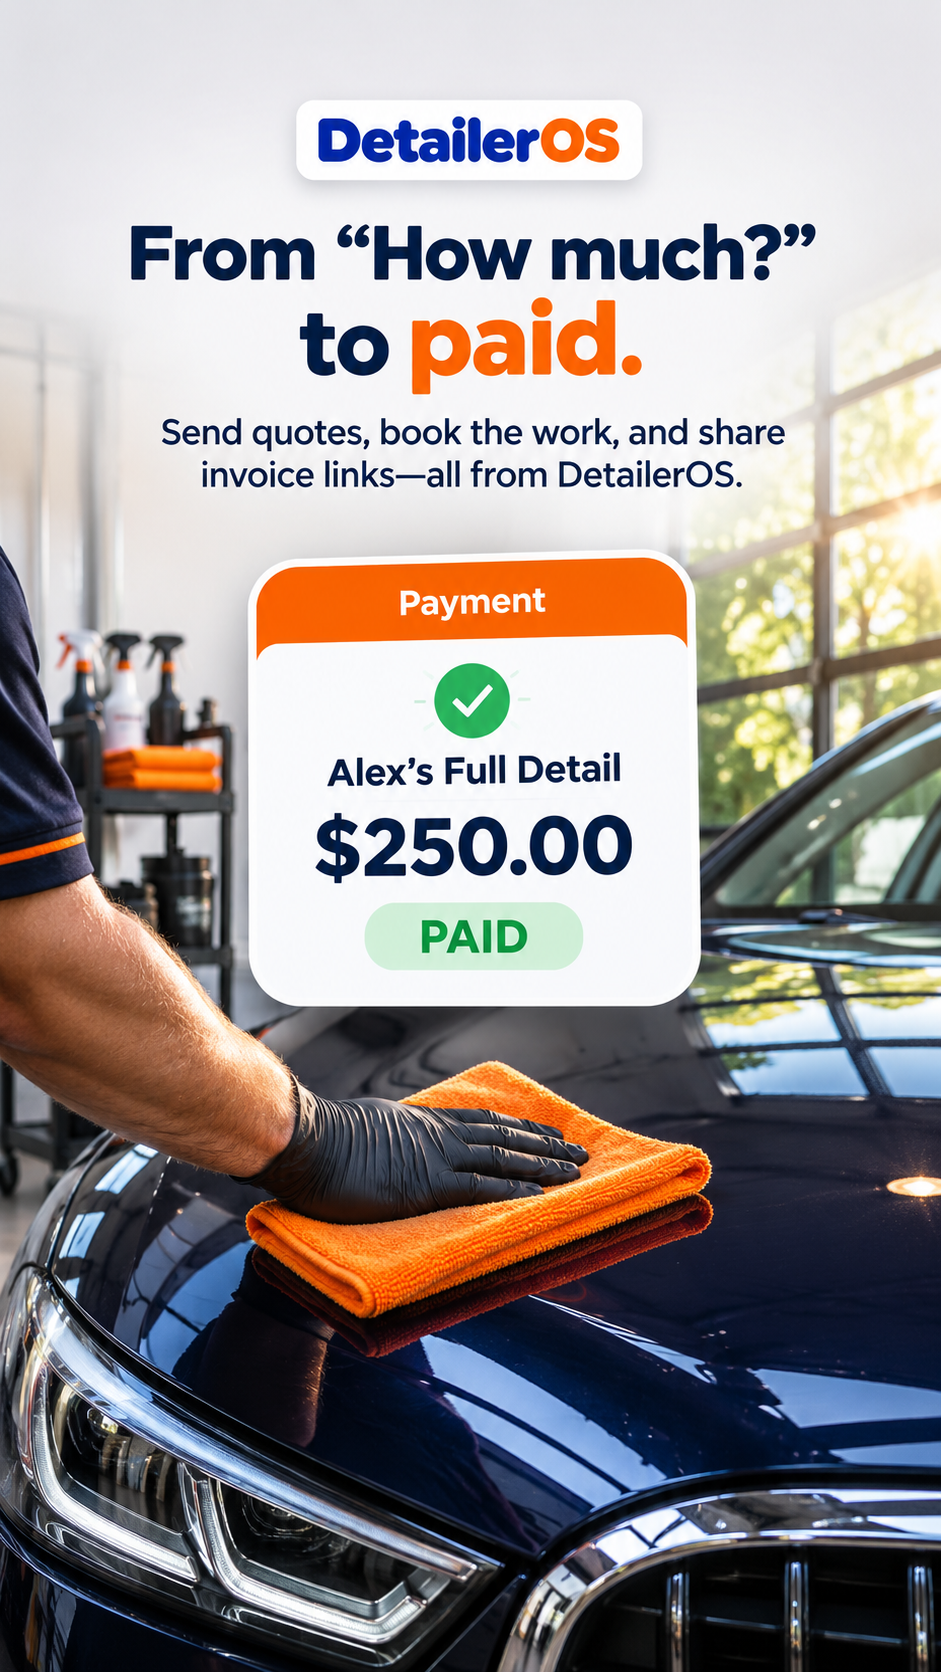 DetailerOS
From “How much?”
to paid.
Send quotes, book the work, and share
invoice links—all from DetailerOS.
Payment
Alex’s Full Detail
$250.00
PAID